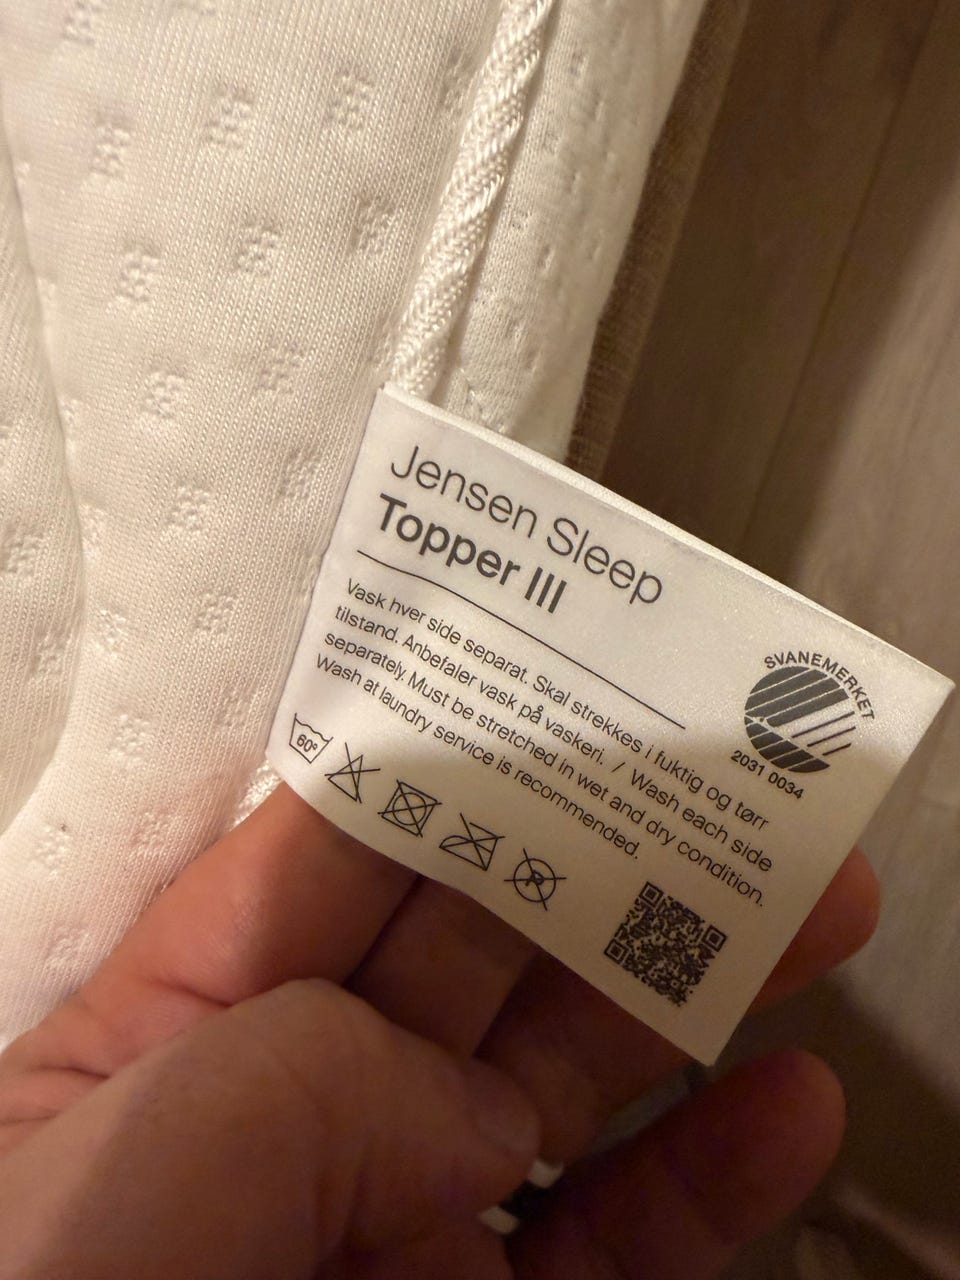 Jensen Sleep
Topper III
Vask hver side separat. Skal strekkes i fuktig og tørr
tilstand. Anbefaler vask på vaskeri. / Wash each side
separately. Must be stretched in wet and dry condition.
Wash at laundry service is recommended.
SVANEMERKET
2031 0034
60°
P